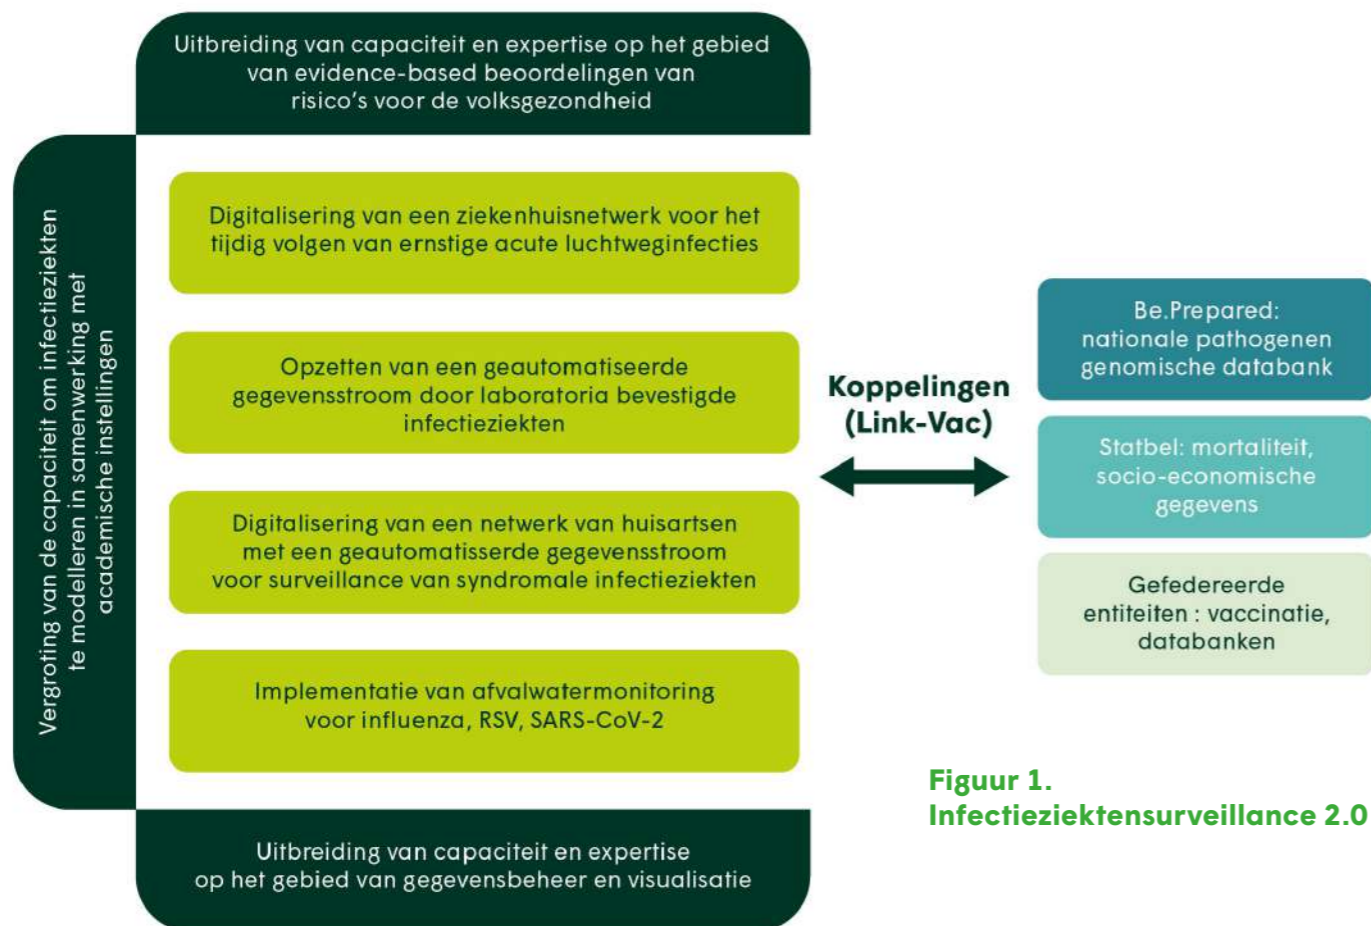 Uitbreiding van capaciteit en expertise op het gebied
van evidence-based beoordelingen van
risico's voor de volksgezondheid
Vergroting van de capaciteit om infectieziekten
te modelleren in samenwerking met
academische instellingen
Digitalisering van een ziekenhuisnetwerk voor het
tijdig volgen van ernstige acute luchtweginfecties
Opzetten van een geautomatiseerde
gegevensstroom door laboratoria bevestigde
infectieziekten
Digitalisering van een netwerk van huisartsen
met een geautomatisserde gegevensstroom
voor surveillance van syndromale infectieziekten
Implementatie van afvalwatermonitoring
voor influenza, RSV, SARS-CoV-2
Uitbreiding van capaciteit en expertise
op het gebied van gegevensbeheer en visualisatie
Koppelingen
(Link-Vac)
Be.Prepared:
nationale pathogenen
genomische databank
Statbel: mortaliteit,
socio-economische
gegevens
Gefedereerde
entiteiten : vaccinatie,
databanken
Figuur 1.
Infectieziektensurveillance 2.0